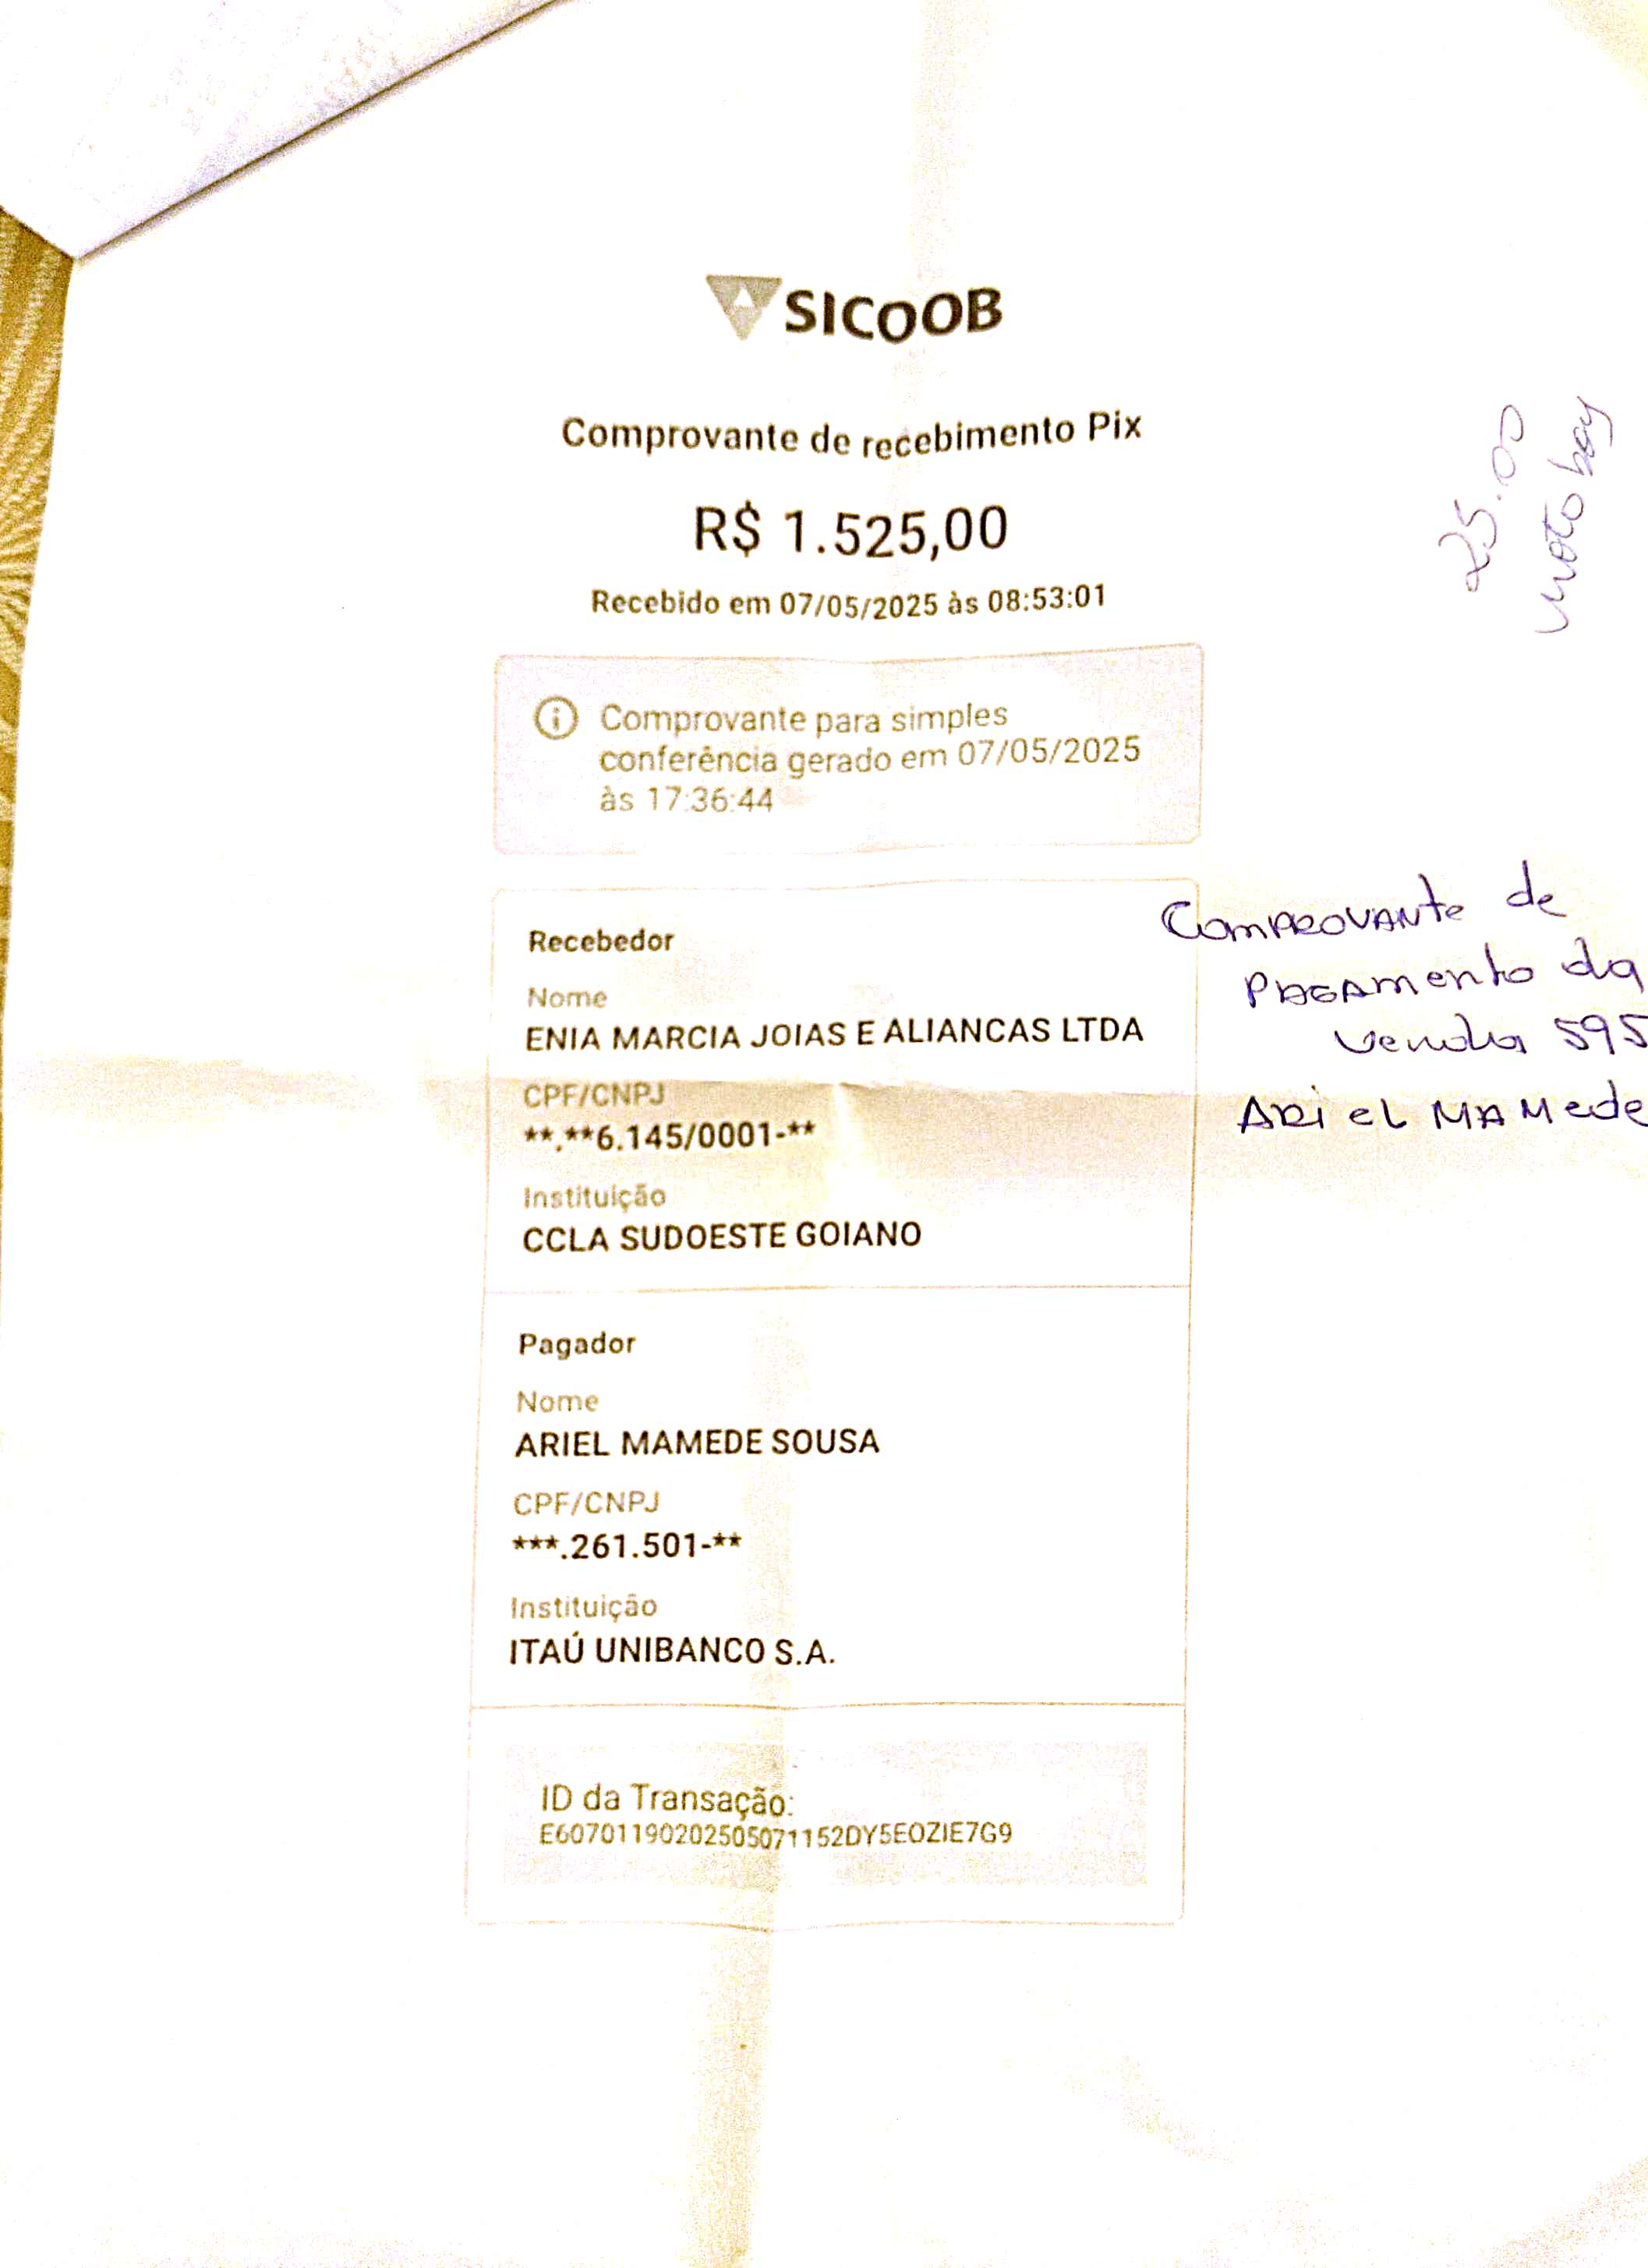 SICOOB
Comprovante de recebimento Pix
R$ 1.525,00
Recebido em 07/05/2025 às 08:53:01
25.00
moto boy
Comprovante para simples
conferência gerado em 07/05/2025
às 17:36:44
Comprovante de
Pagamento da
Venda 595
Ariel Mamede
Recebedor
Nome
ENIA MARCIA JOIAS E ALIANCAS LTDA
CPF/CNPJ
**.**6.145/0001-**
Instituição
CCLA SUDOESTE GOIANO
Pagador
Nome
ARIEL MAMEDE SOUSA
CPF/CNPJ
***.261.501-**
Instituição
ITAÚ UNIBANCO S.A.
ID da Transação:
E60701190202505071152DY5EOZIE7G9